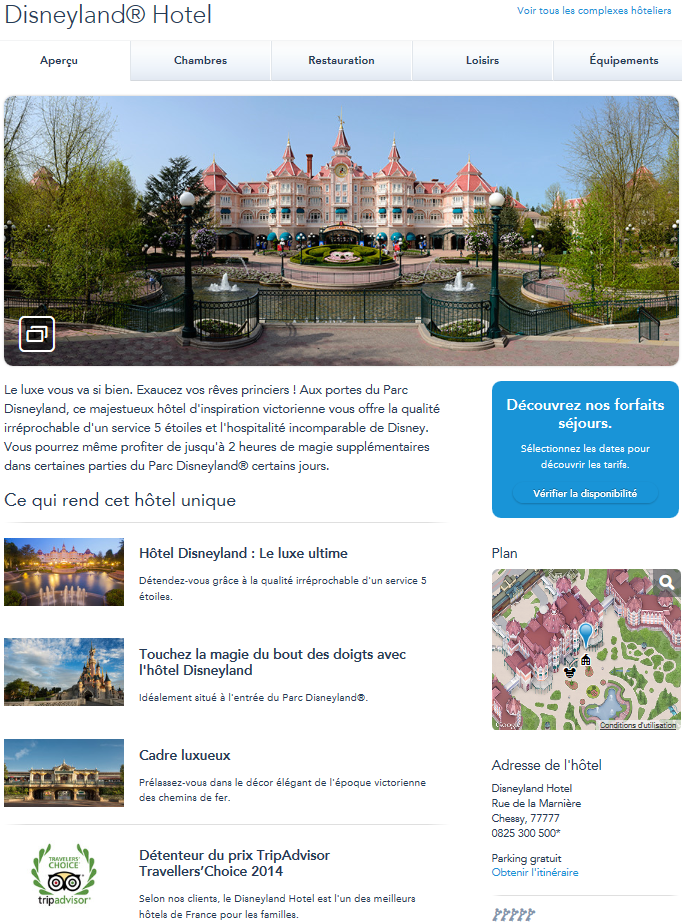 Disneyland® Hotel
Voir tous les complexes hôteliers
Aperçu
Chambres
Restauration
Loisirs
Équipements
Le luxe vous va si bien. Exaucez vos rêves princiers ! Aux portes du Parc
Disneyland, ce majestueux hôtel d'inspiration victorienne vous offre la qualité
irréprochable d'un service 5 étoiles et l'hospitalité incomparable de Disney.
Vous pourrez même profiter de jusqu'à 2 heures de magie supplémentaires
dans certaines parties du Parc Disneyland® certains jours.
Ce qui rend cet hôtel unique
Hôtel Disneyland : Le luxe ultime
Détendez-vous grâce à la qualité irréprochable d'un service 5
étoiles.
Touchez la magie du bout des doigts avec
l'hôtel Disneyland
Idéalement situé à l'entrée du Parc Disneyland®.
Cadre luxueux
Prélassez-vous dans le décor élégant de l'époque victorienne
des chemins de fer.
TRAVELERS'
CHOICE
tripadvisor
Détenteur du prix TripAdvisor
Travellers'Choice 2014
Selon nos clients, le Disneyland Hotel est l'un des meilleurs
hôtels de France pour les familles.
Découvrez nos forfaits
séjours.
Sélectionnez les dates pour
découvrir les tarifs.
Vérifier la disponibilité
Plan
Google
Conditions d'utilisation
Adresse de l'hôtel
Disneyland Hotel
Rue de la Marnière
Chessy, 77777
0825 300 500*
Parking gratuit
Obtenir l'itinéraire